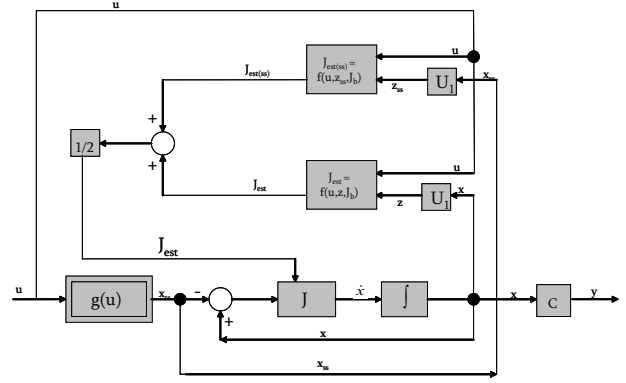 u
J_est(ss)
J_est(ss) =
f(u,z_ss,J_b)
u
z_ss
U_1
x_ss
+
1/2
+
J_est
J_est =
f(u,z,J_b)
u
z
U_1
x
J_est
u
g(u)
x_ss
-
+
J
ẋ
∫
x
C
y
x
x_ss